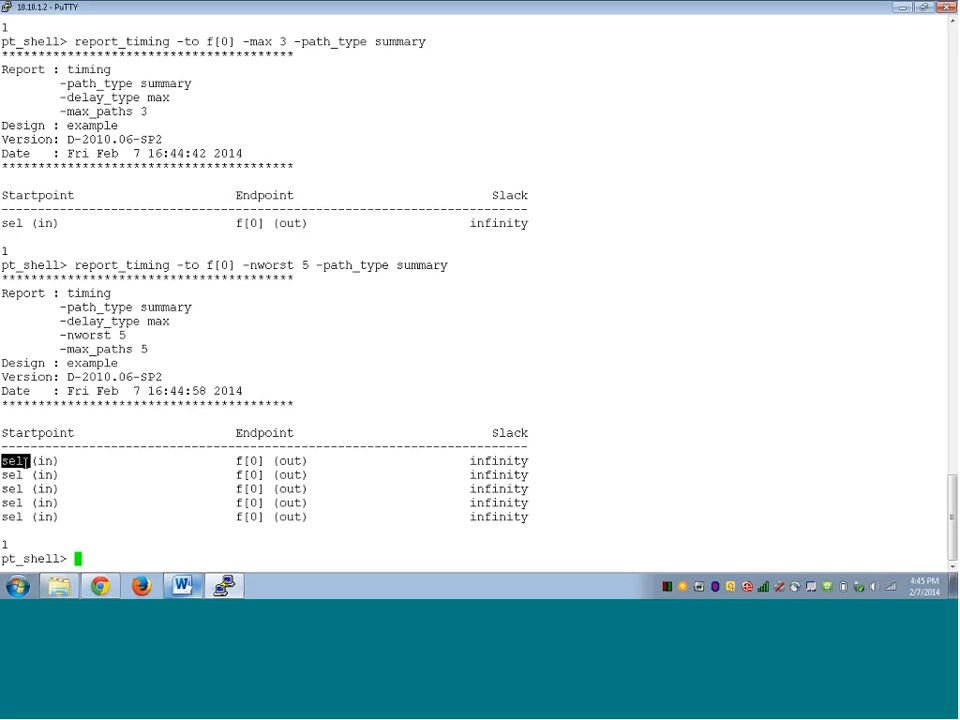 10.10.1.2 - PuTTY
1
pt_shell> report_timing -to f[0] -max 3 -path_type summary
****************************************
Report : timing
-path_type summary
-delay_type max
-max_paths 3
Design : example
Version: D-2010.06-SP2
Date   : Fri Feb  7 16:44:42 2014
****************************************
Startpoint Endpoint Slack
--------------------------------------------------------------------------------
sel (in) f[0] (out) infinity
1
pt_shell> report_timing -to f[0] -nworst 5 -path_type summary
****************************************
Report : timing
-path_type summary
-delay_type max
-nworst 5
-max_paths 5
Design : example
Version: D-2010.06-SP2
Date   : Fri Feb  7 16:44:58 2014
****************************************
Startpoint Endpoint Slack
--------------------------------------------------------------------------------
sel (in) f[0] (out) infinity
sel (in) f[0] (out) infinity
sel (in) f[0] (out) infinity
sel (in) f[0] (out) infinity
sel (in) f[0] (out) infinity
1
pt_shell>
4:45 PM
2/7/2014